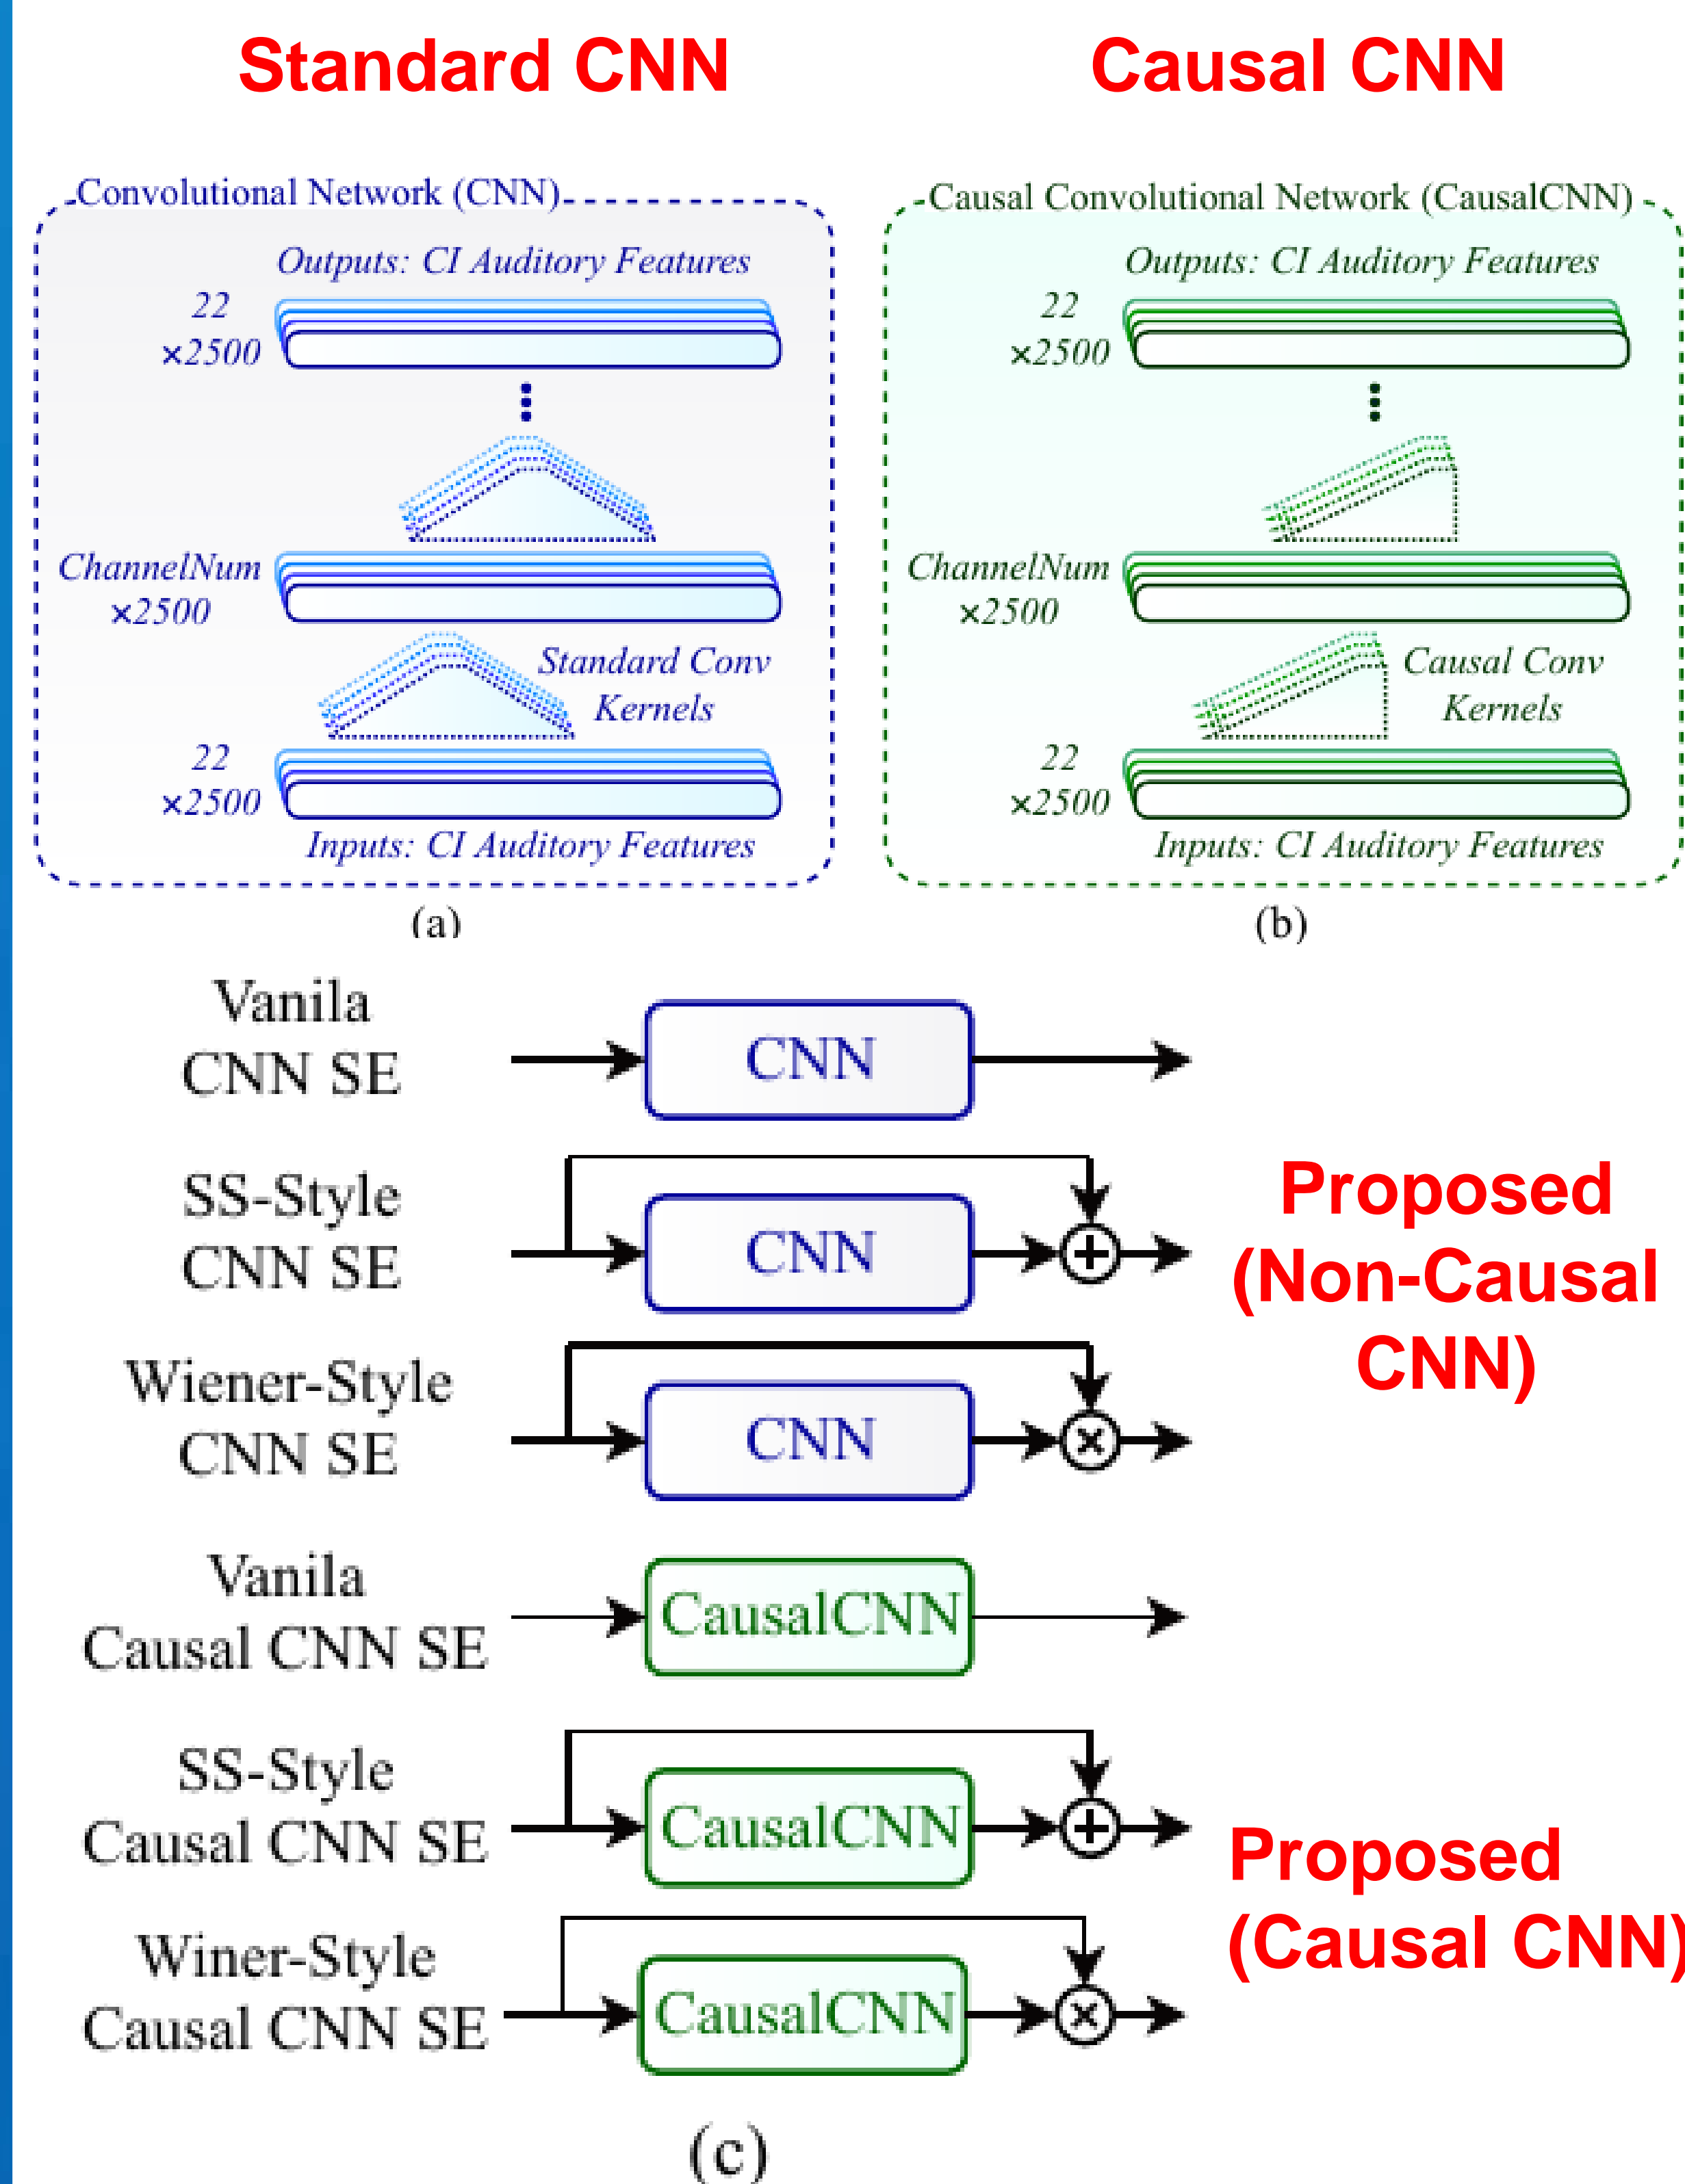 Standard CNN
Causal CNN
Convolutional Network (CNN)
Outputs: CI Auditory Features
22
×2500
ChannelNum
×2500
Standard Conv
Kernels
22
×2500
Inputs: CI Auditory Features
(a)
Causal Convolutional Network (CausalCNN)
Outputs: CI Auditory Features
22
×2500
ChannelNum
×2500
Causal Conv
Kernels
22
×2500
Inputs: CI Auditory Features
(b)
Vanila
CNN SE
CNN
SS-Style
CNN SE
CNN
+
Wiener-Style
CNN SE
CNN
×
Proposed
(Non-Causal
CNN)
Vanila
Causal CNN SE
CausalCNN
SS-Style
Causal CNN SE
CausalCNN
+
Winer-Style
Causal CNN SE
CausalCNN
×
Proposed
(Causal CNN)
(c)